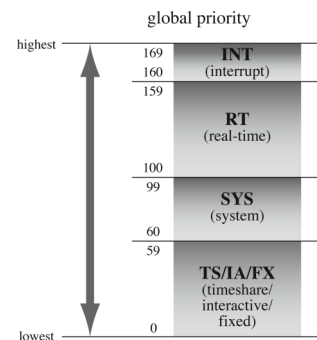 global priority
highest
169
INT
160
(interrupt)
159
RT
(real-time)
100
99
SYS
(system)
60
59
TS/IA/FX
(timeshare/
interactive/
fixed)
0
lowest